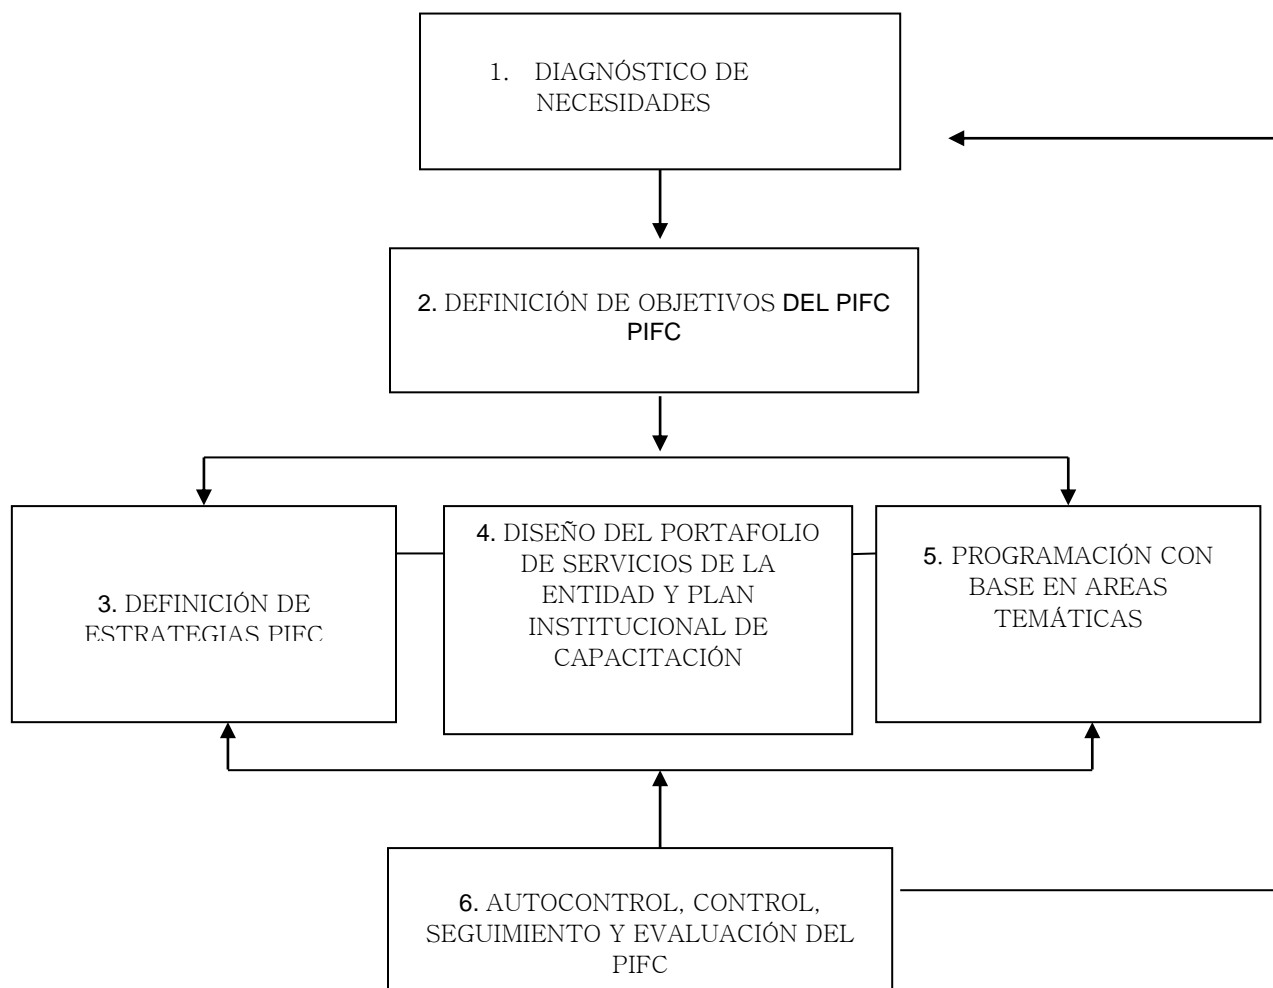 1. DIAGNÓSTICO DE
NECESIDADES
2. DEFINICIÓN DE OBJETIVOS DEL PIFC
PIFC
3. DEFINICIÓN DE
ESTRATEGIAS PIFC
4. DISEÑO DEL PORTAFOLIO
DE SERVICIOS DE LA
ENTIDAD Y PLAN
INSTITUCIONAL DE
CAPACITACIÓN
5. PROGRAMACIÓN CON
BASE EN AREAS
TEMÁTICAS
6. AUTOCONTROL, CONTROL,
SEGUIMIENTO Y EVALUACIÓN DEL
PIFC